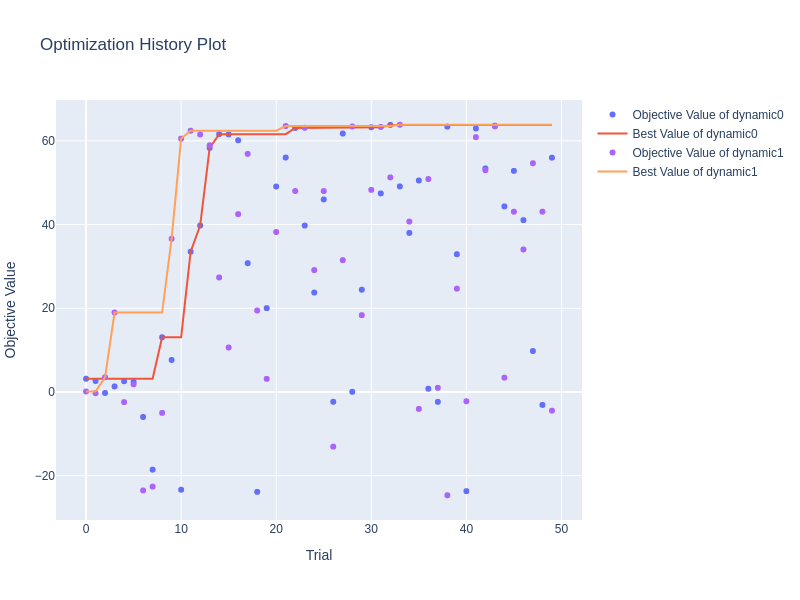 Optimization History Plot
Objective Value of dynamic0
Best Value of dynamic0
Objective Value of dynamic1
Best Value of dynamic1
60
40
20
0
−20
Objective Value
0 10 20 30 40 50
Trial